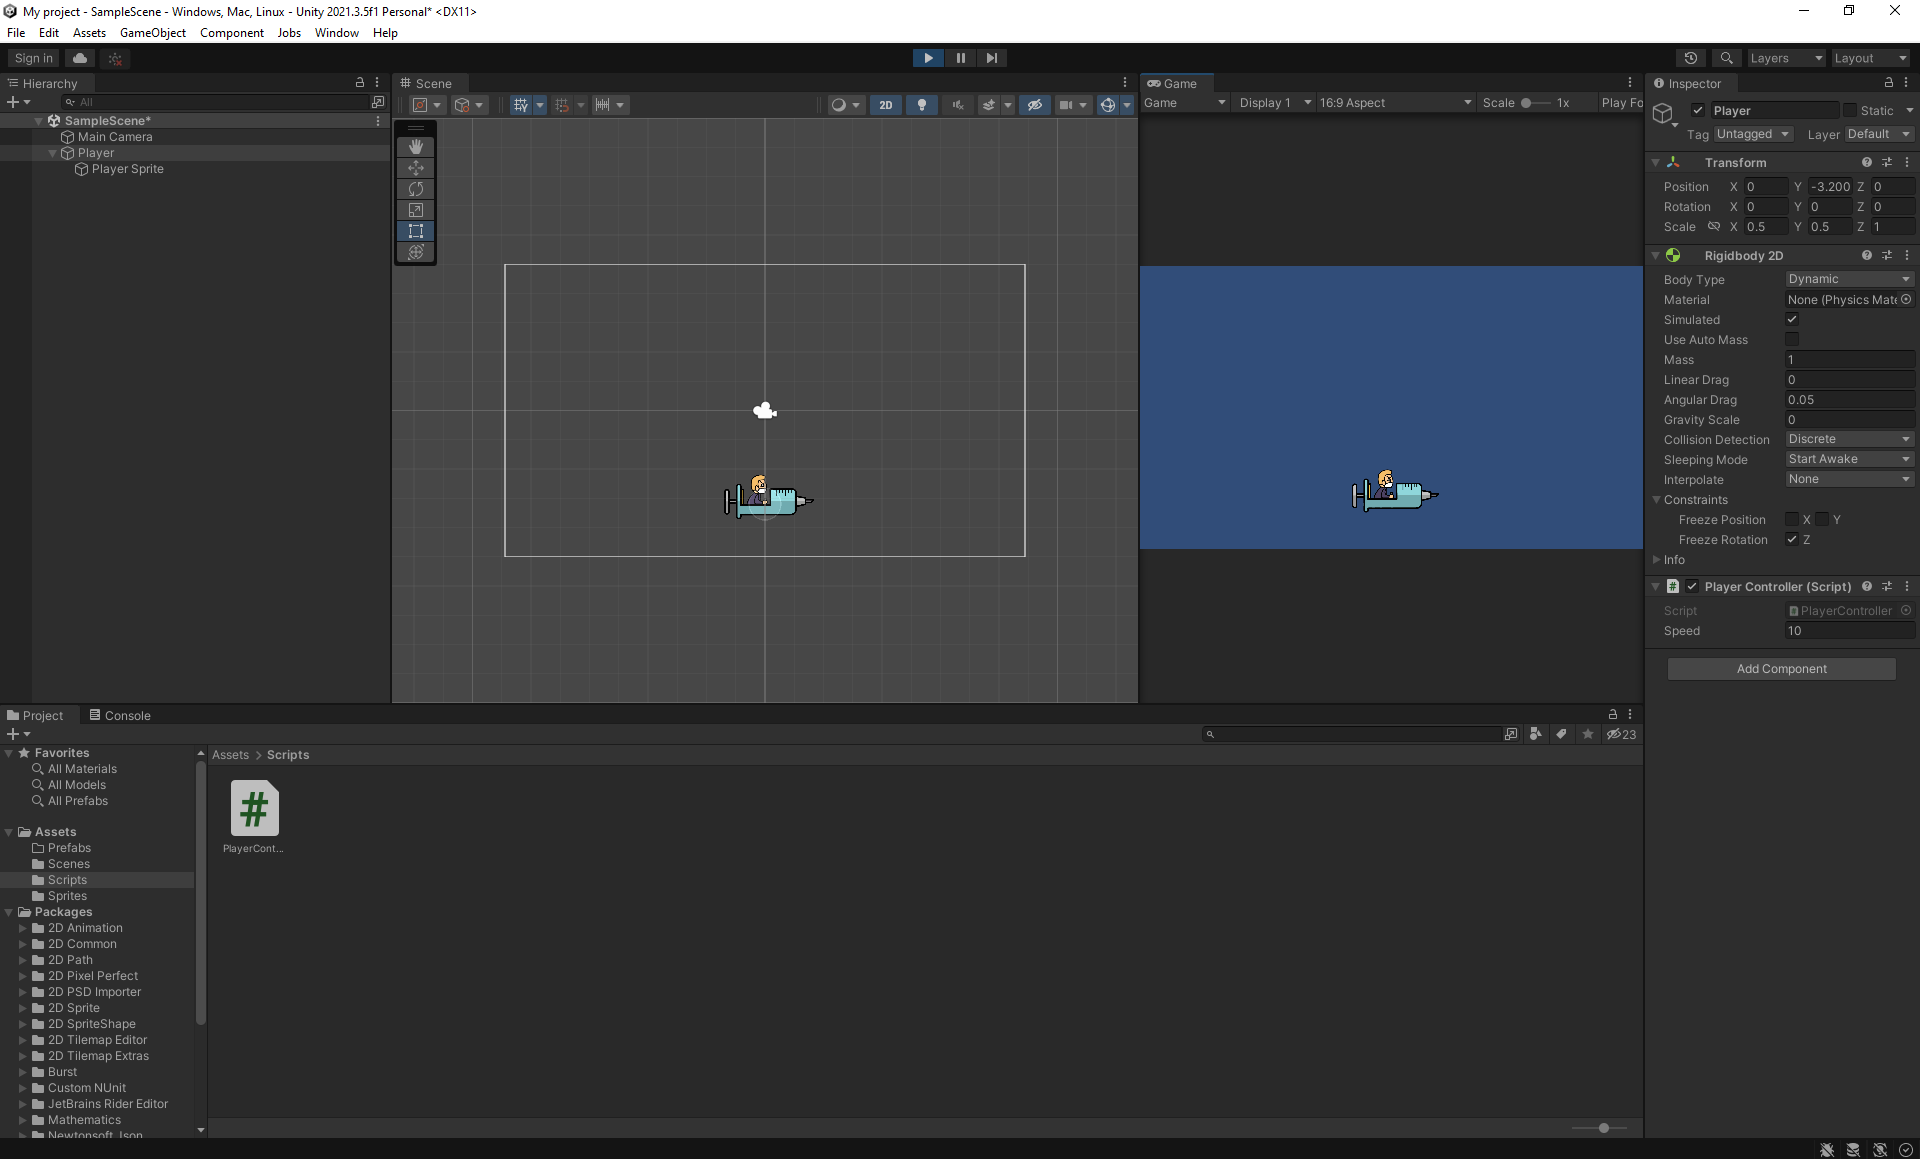 My project - SampleScene - Windows, Mac, Linux - Unity 2021.3.5f1 Personal* <DX11>
File Edit Assets GameObject Component Jobs Window Help
Sign in
Layers
Layout
Hierarchy
All
SampleScene*
Main Camera
Player
Player Sprite
Scene
2D
Game
Game
Display 1
16:9 Aspect
Scale
1x
Play Fo
Inspector
Player
Static
Tag Untagged
Layer Default
Transform
Position X 0 Y -3.200 Z 0
Rotation X 0 Y 0 Z 0
Scale X 0.5 Y 0.5 Z 1
Rigidbody 2D
Body Type Dynamic
Material None (Physics Mate
Simulated
Use Auto Mass
Mass 1
Linear Drag 0
Angular Drag 0.05
Gravity Scale 0
Collision Detection Discrete
Sleeping Mode Start Awake
Interpolate None
Constraints
Freeze Position X Y
Freeze Rotation Z
Info
# Player Controller (Script)
Script PlayerController
Speed 10
Add Component
Project
Console
23
Favorites
All Materials
All Models
All Prefabs
Assets
Prefabs
Scenes
Scripts
Sprites
Packages
2D Animation
2D Common
2D Path
2D Pixel Perfect
2D PSD Importer
2D Sprite
2D SpriteShape
2D Tilemap Editor
2D Tilemap Extras
Burst
Custom NUnit
JetBrains Rider Editor
Mathematics
Newtonsoft Json
Assets > Scripts
#
PlayerCont...